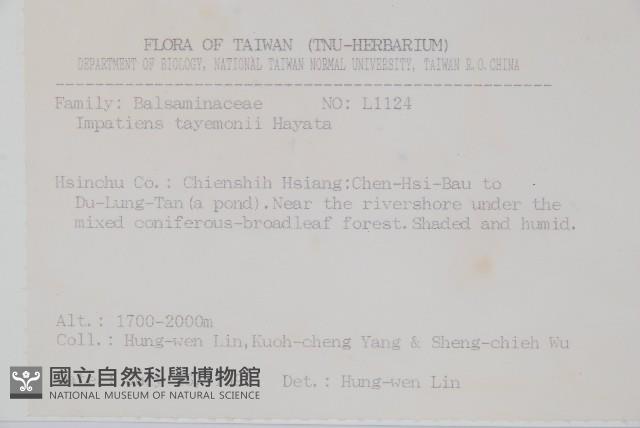 FLORA OF TAIWAN (TNU-HERBARIUM)
DEPARTMENT OF BIOLOGY, NATIONAL TAIWAN NORMAL UNIVERSITY, TAIWAN R.O.CHINA
Family: Balsaminaceae NO: L1124
Impatiens tayemonii Hayata
Hsinchu Co.: Chienshih Hsiang:Chen-Hsi-Bau to
Du-Lung-Tan(a pond).Near the rivershore under the
mixed coniferous-broadleaf forest.Shaded and humid.
Alt.: 1700-2000m
Coll.: Hung-wen Lin,Kuoh-cheng Yang & Sheng-chieh Wu
Det.: Hung-wen Lin
國立自然科學博物館
NATIONAL MUSEUM OF NATURAL SCIENCE